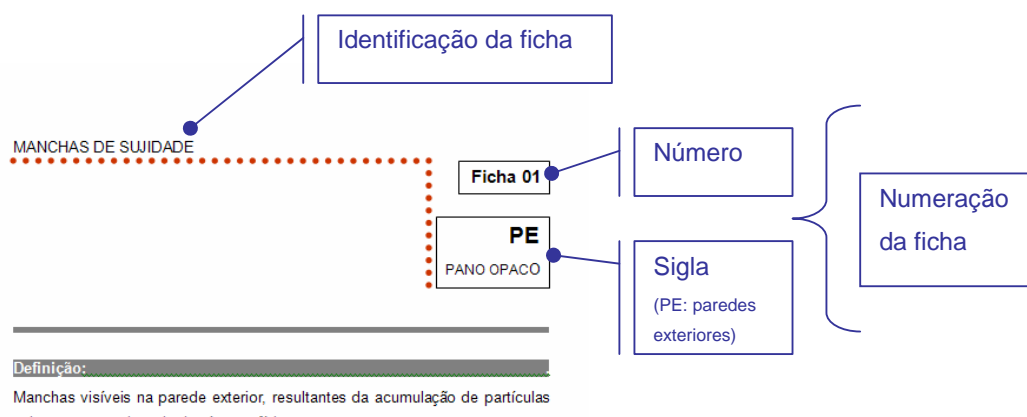 Identificação da ficha
MANCHAS DE SUJIDADE
Ficha 01
Número
PE
PANO OPACO
Sigla
(PE: paredes
exteriores)
Numeração
da ficha
Definição:
Manchas visíveis na parede exterior, resultantes da acumulação de partículas